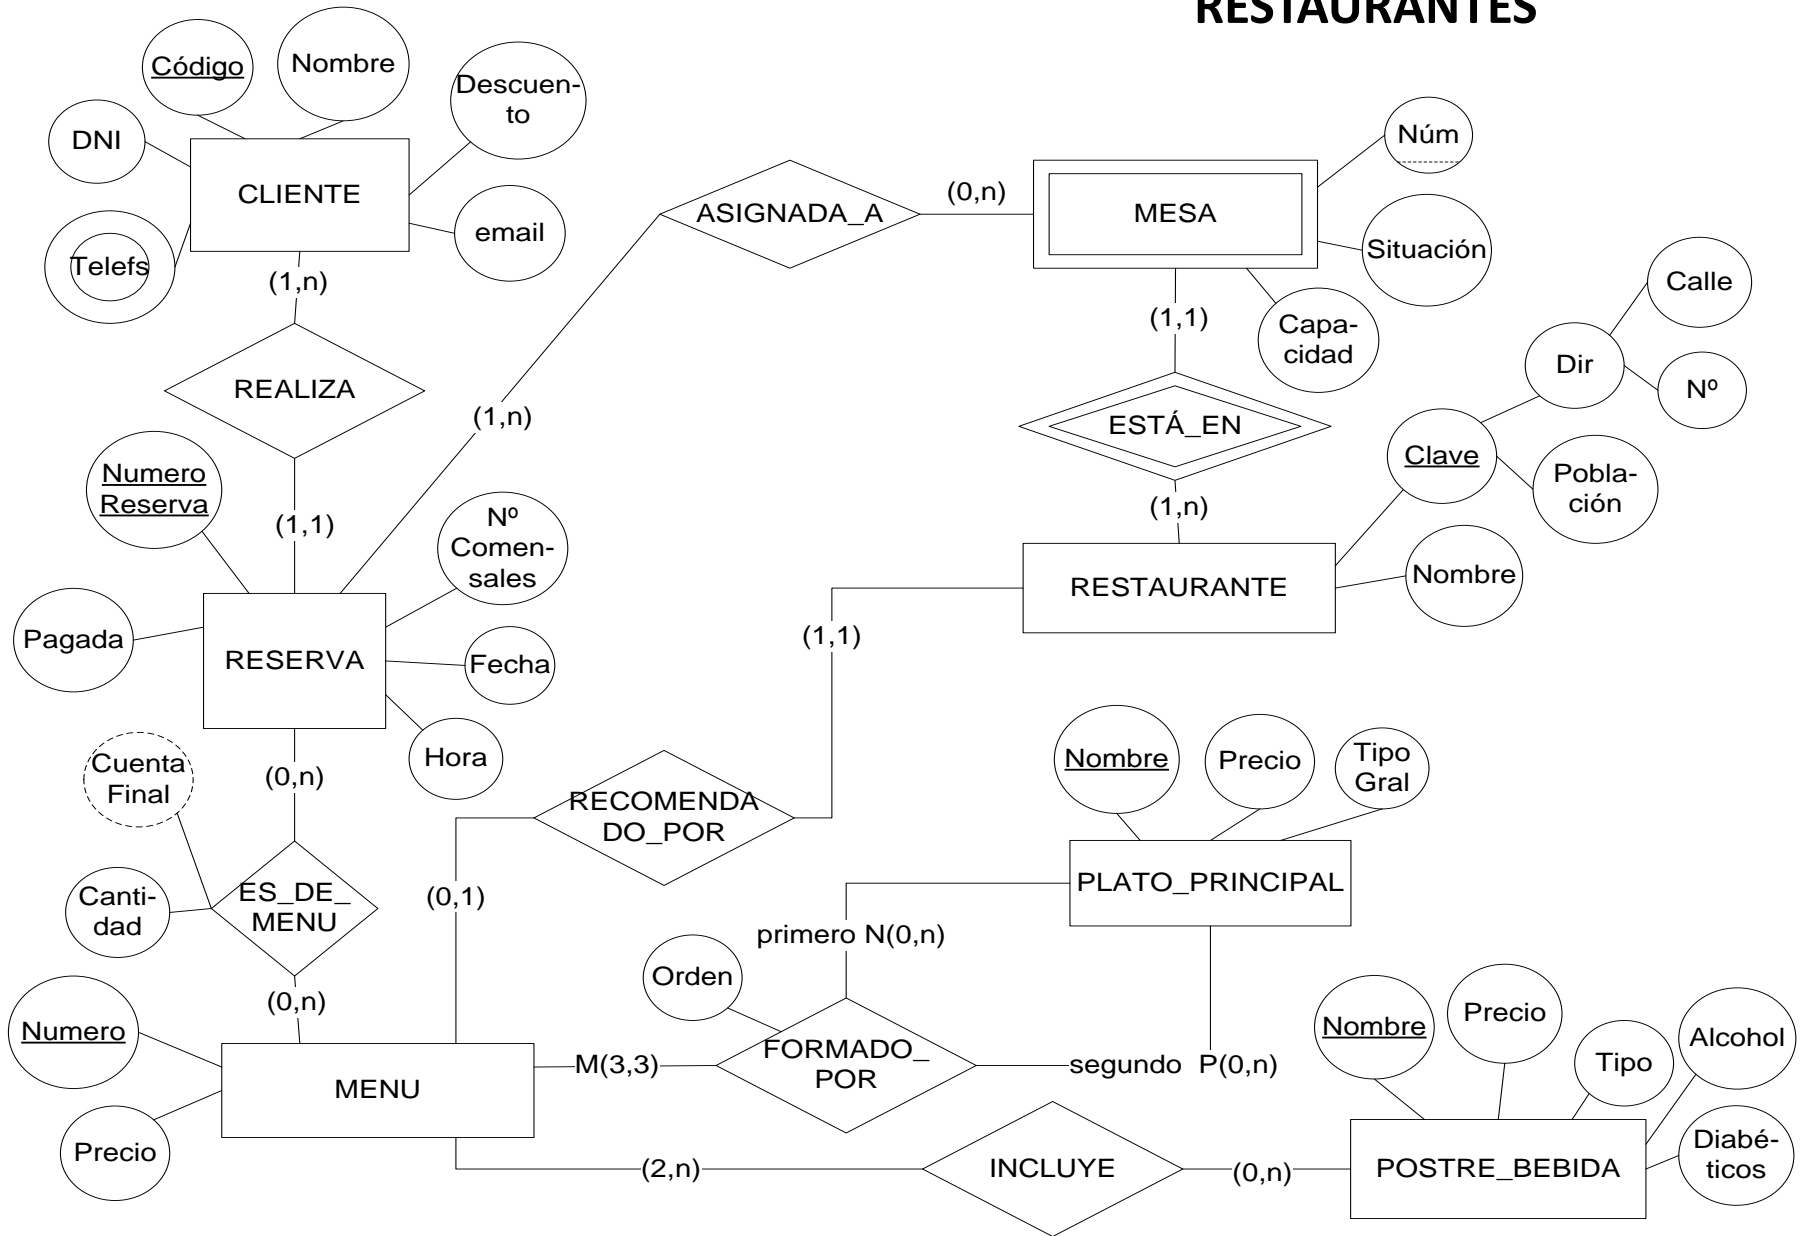 RESTAURANTES
Código
Nombre
Descuen-
to
DNI
CLIENTE
email
Telefs
(1,n)
REALIZA
ASIGNADA_A
(0,n)
MESA
Núm
Situación
Capa-
cidad
(1,1)
ESTÁ_EN
(1,n)
Calle
Dir
Nº
Clave
Pobla-
ción
RESTAURANTE
Nombre
(1,n)
Numero
Reserva
(1,1)
Nº
Comen-
sales
Pagada
RESERVA
Fecha
Hora
(1,1)
Cuenta
Final
(0,n)
RECOMENDA
DO_POR
Nombre
Precio
Tipo
Gral
PLATO_PRINCIPAL
Canti-
dad
ES_DE_
MENU
(0,1)
primero N(0,n)
Orden
(0,n)
Numero
MENU
Precio
M(3,3)
FORMADO_
POR
segundo P(0,n)
Nombre
Precio
Tipo
Alcohol
Diabé-
ticos
(2,n)
INCLUYE
(0,n)
POSTRE_BEBIDA